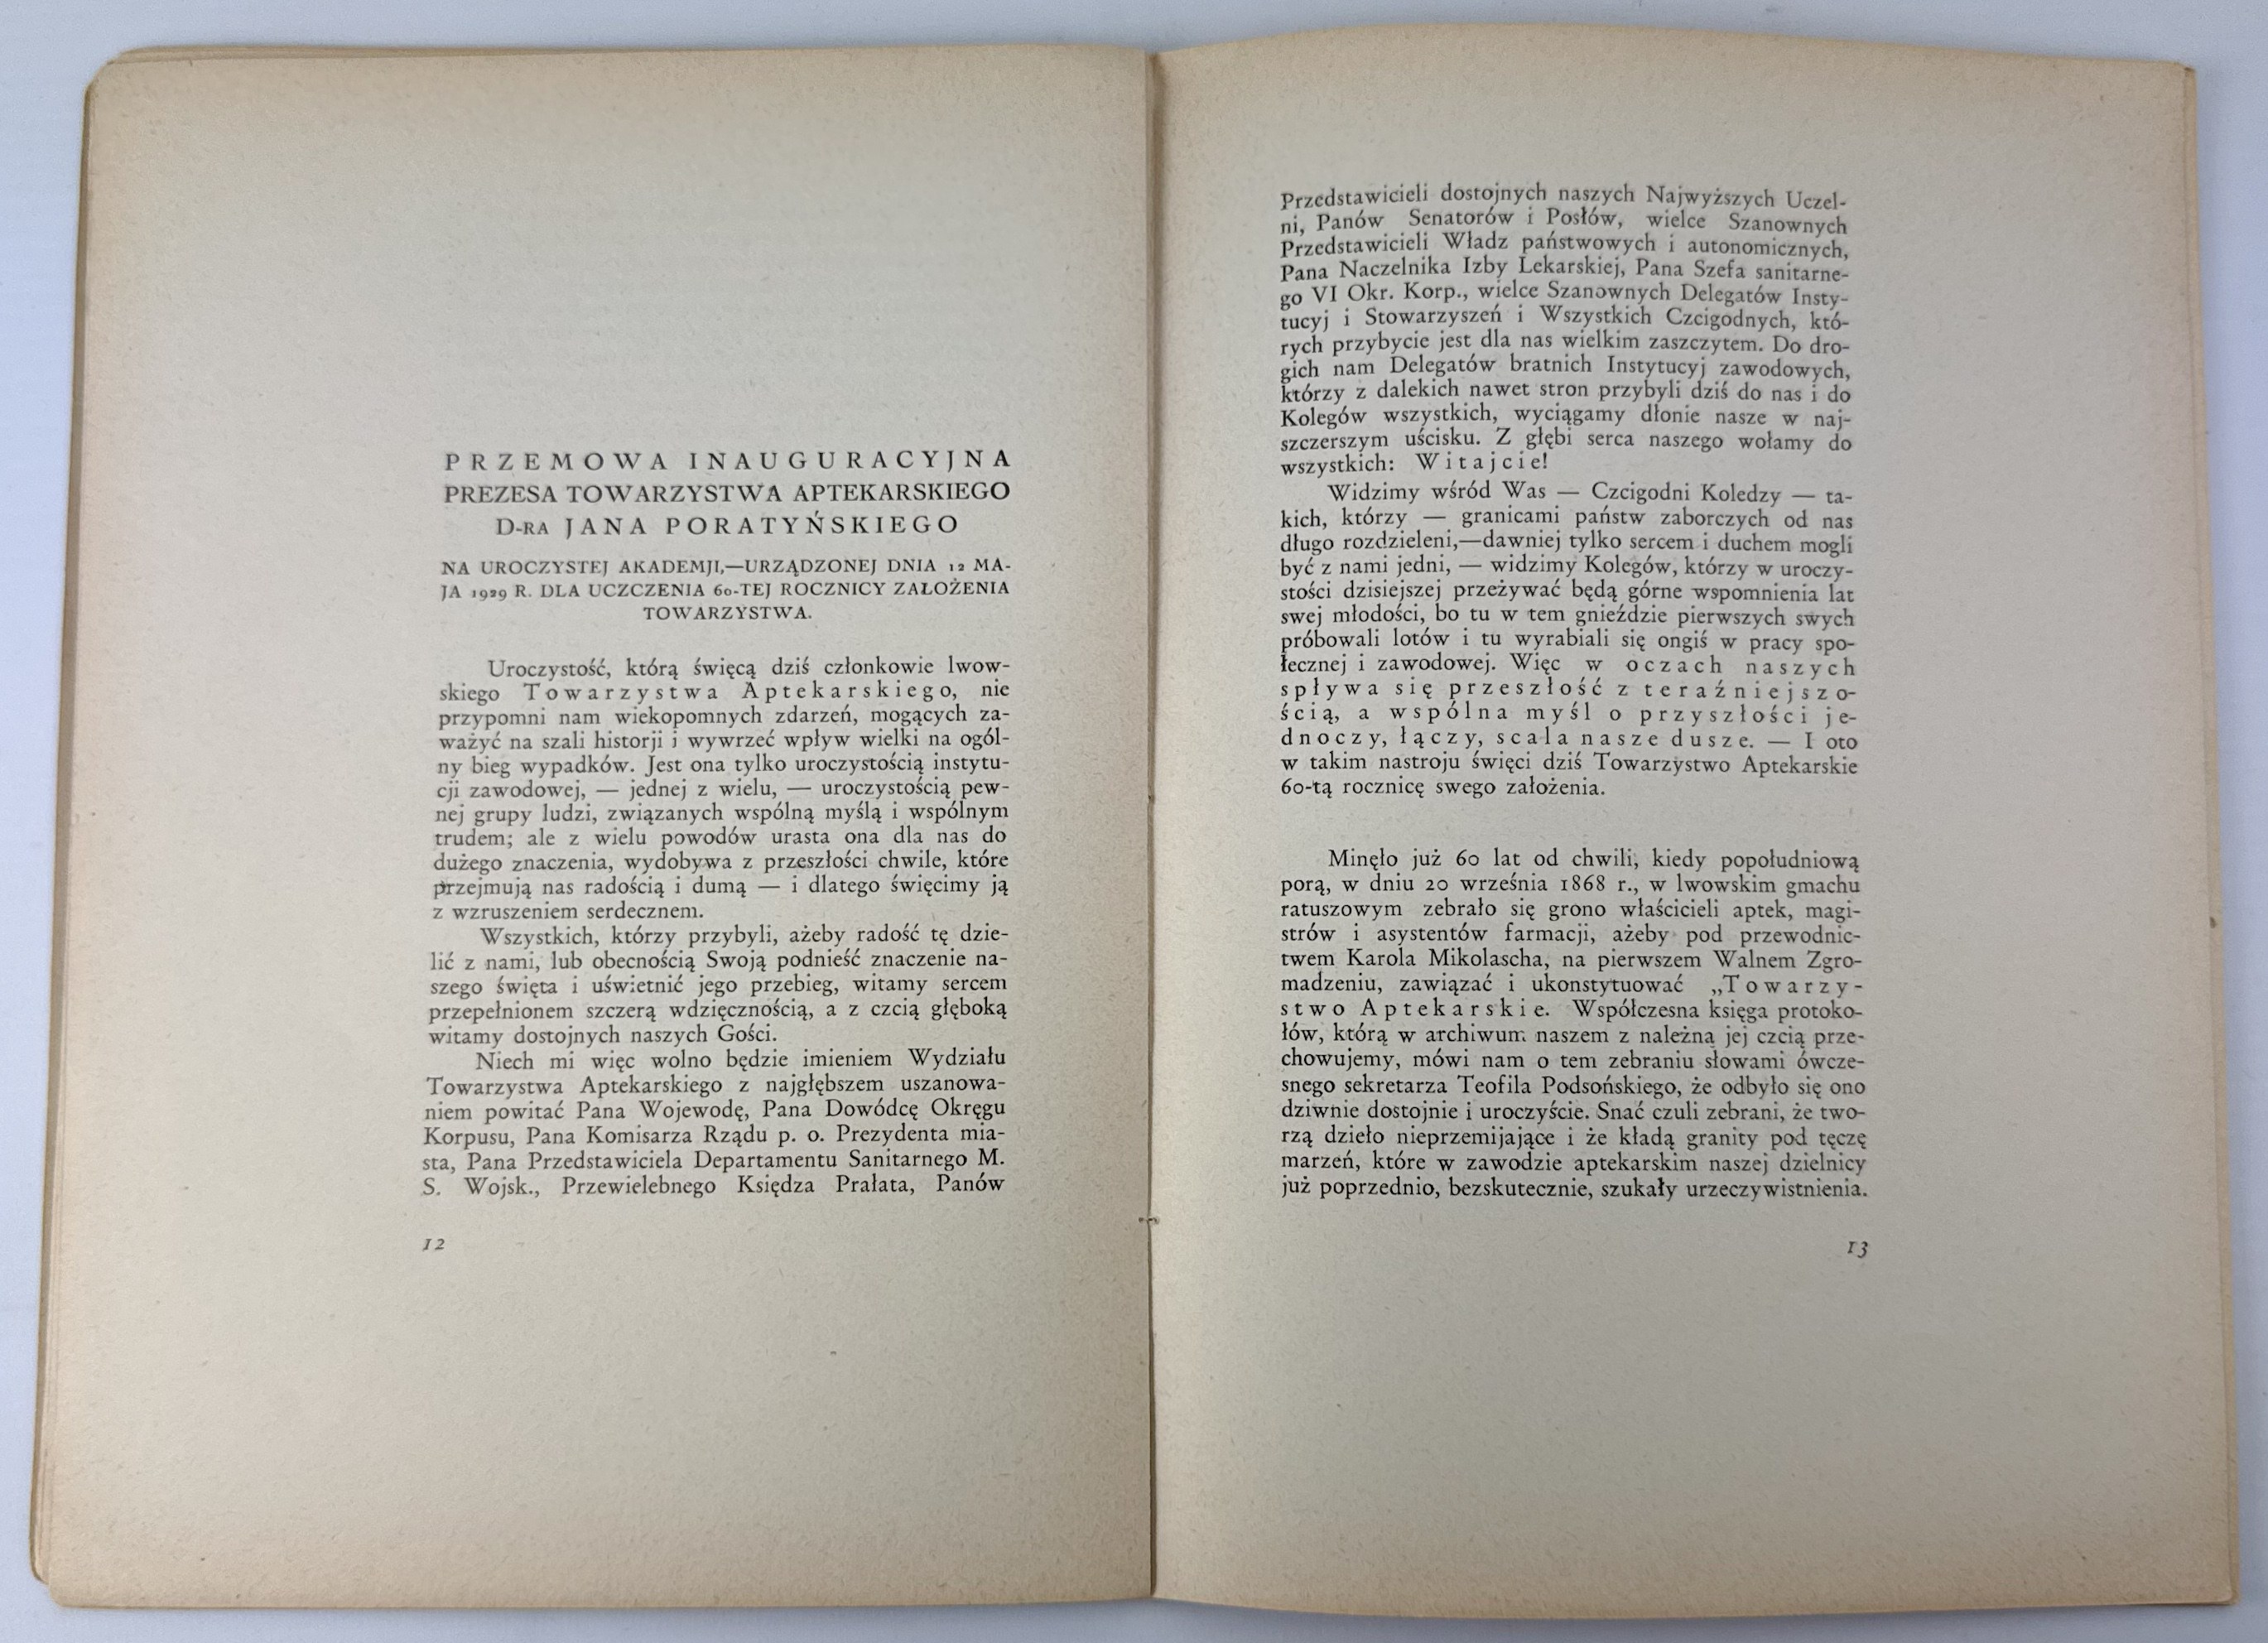 PRZEMOWA INAUGURACYJNA
PREZESA TOWARZYSTWA APTEKARSKIEGO
D-RA JANA PORATYŃSKIEGO
NA UROCZYSTEJ AKADEMJI,—URZĄDZONEJ DNIA 12 MA-
JA 1929 R. DLA UCZCZENIA 60-TEJ ROCZNICY ZAŁOŻENIA
TOWARZYSTWA.
Uroczystość, którą święcą dziś członkowie lwow-
skiego Towarzystwa Aptekarskiego, nie
przypomni nam wiekopomnych zdarzeń, mogących za-
ważyć na szali historji i wywrzeć wpływ wielki na ogól-
ny bieg wypadków. Jest ona tylko uroczystością instytu-
cji zawodowej, — jednej z wielu, — uroczystością pew-
nej grupy ludzi, związanych wspólną myślą i wspólnym
trudem; ale z wielu powodów urasta ona dla nas do
dużego znaczenia, wydobywa z przeszłości chwile, które
przejmują nas radością i dumą — i dlatego święcimy ją
z wzruszeniem serdecznem.
Wszystkich, którzy przybyli, ażeby radość tę dzie-
lić z nami, lub obecnością Swoją podnieść znaczenie na-
szego święta i uświetnić jego przebieg, witamy sercem
przepełnionem szczerą wdzięcznością, a z czcią głęboką
witamy dostojnych naszych Gości.
Niech mi więc wolno będzie imieniem Wydziału
Towarzystwa Aptekarskiego z najgłębszem uszanowa-
niem powitać Pana Wojewodę, Pana Dowódcę Okręgu
Korpusu, Pana Komisarza Rządu p. o. Prezydenta mia-
sta, Pana Przedstawiciela Departamentu Sanitarnego M.
S. Wojsk., Przewielebnego Księdza Prałata, Panów
12
Przedstawicieli dostojnych naszych Najwyższych Uczel-
ni, Panów Senatorów i Posłów, wielce Szanownych
Przedstawicieli Władz państwowych i autonomicznych,
Pana Naczelnika Izby Lekarskiej, Pana Szefa sanitarne-
go VI Okr. Korp., wielce Szanownych Delegatów Insty-
tucyj i Stowarzyszeń i Wszystkich Czcigodnych, któ-
rych przybycie jest dla nas wielkim zaszczytem. Do dro-
gich nam Delegatów bratnich Instytucyj zawodowych,
którzy z dalekich nawet stron przybyli dziś do nas i do
Kolegów wszystkich, wyciągamy dłonie nasze w naj-
szczerszym uścisku. Z głębi serca naszego wołamy do
wszystkich: Witajcie!
Widzimy wśród Was — Czcigodni Koledzy — ta-
kich, którzy — granicami państw zaborczych od nas
długo rozdzieleni,—dawniej tylko sercem i duchem mogli
być z nami jedni, — widzimy Kolegów, którzy w uroczy-
stości dzisiejszej przeżywać będą górne wspomnienia lat
swej młodości, bo tu w tem gnieździe pierwszych swych
próbowali lotów i tu wyrabiali się ongiś w pracy spo-
łecznej i zawodowej. Więc w oczach naszych
spływa się przeszłość z teraźniejszo-
ścią, a wspólna myśl o przyszłości je-
dnoczy, łączy, scala nasze dusze. — I oto
w takim nastroju święci dziś Towarzystwo Aptekarskie
60-tą rocznicę swego założenia.
Minęło już 60 lat od chwili, kiedy popołudniową
porą, w dniu 20 września 1868 r., w lwowskim gmachu
ratuszowym zebrało się grono właścicieli aptek, magi-
strów i asystentów farmacji, ażeby pod przewodnic-
twem Karola Mikolascha, na pierwszem Walnem Zgro-
madzeniu, zawiązać i ukonstytuować „Towarzy-
stwo Aptekarskie. Współczesna księga protoko-
łów, którą w archiwum naszem z należną jej czcią prze-
chowujemy, mówi nam o tem zebraniu słowami ówcze-
snego sekretarza Teofila Podsońskiego, że odbyło się ono
dziwnie dostojnie i uroczyście. Snać czuli zebrani, że two-
rzą dzieło nieprzemijające i że kładą granity pod tęczę
marzeń, które w zawodzie aptekarskim naszej dzielnicy
już poprzednio, bezskutecznie, szukały urzeczywistnienia.
13